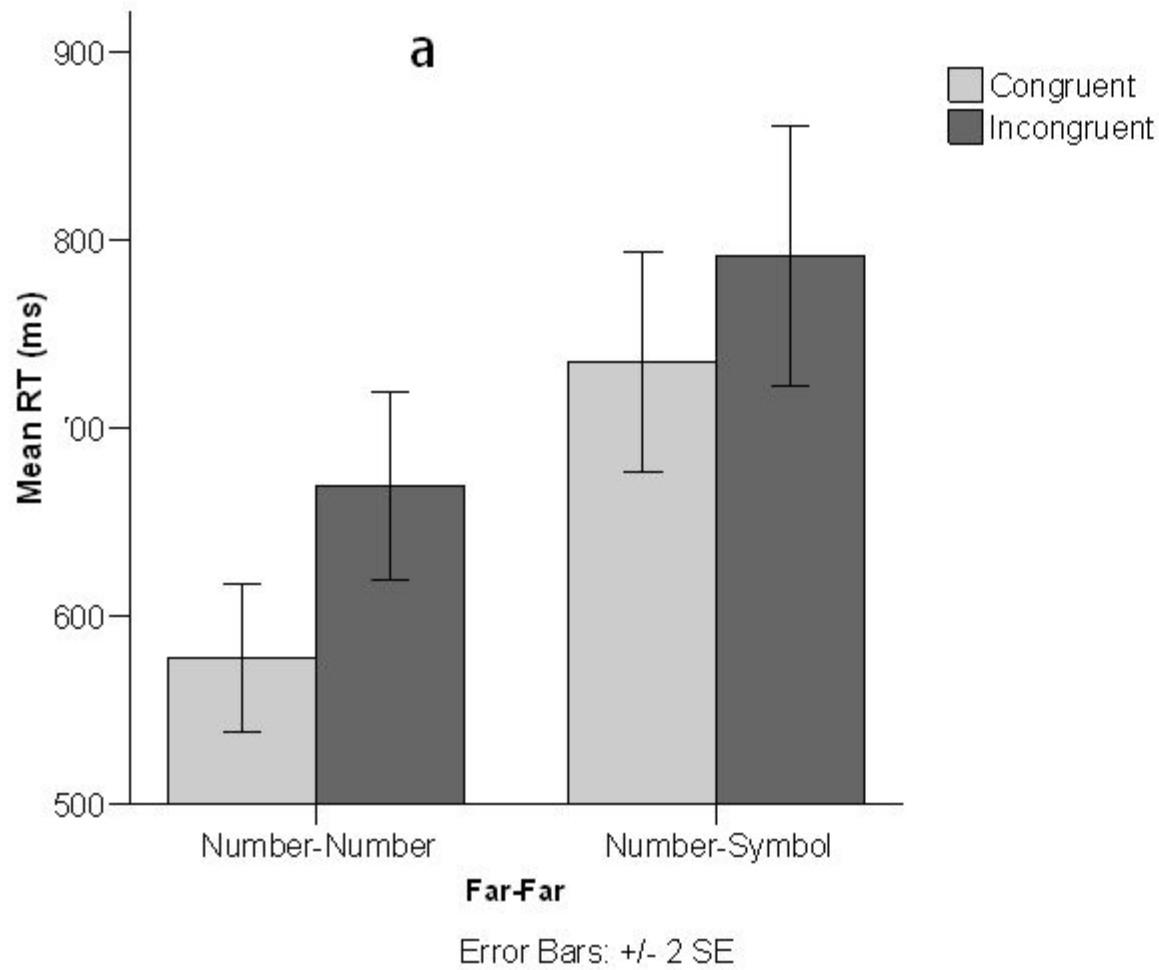 a
Congruent
Incongruent
Mean RT (ms)
900
800
'00
600
500
Number-Number
Number-Symbol
Far-Far
Error Bars: +/- 2 SE